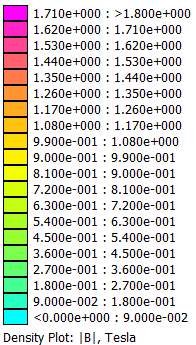 1.710e+000 : >1.800e+000
1.620e+000 : 1.710e+000
1.530e+000 : 1.620e+000
1.440e+000 : 1.530e+000
1.350e+000 : 1.440e+000
1.260e+000 : 1.350e+000
1.170e+000 : 1.260e+000
1.080e+000 : 1.170e+000
9.900e-001 : 1.080e+000
9.000e-001 : 9.900e-001
8.100e-001 : 9.000e-001
7.200e-001 : 8.100e-001
6.300e-001 : 7.200e-001
5.400e-001 : 6.300e-001
4.500e-001 : 5.400e-001
3.600e-001 : 4.500e-001
2.700e-001 : 3.600e-001
1.800e-001 : 2.700e-001
9.000e-002 : 1.800e-001
<0.000e+000 : 9.000e-002
Density Plot: |B|, Tesla